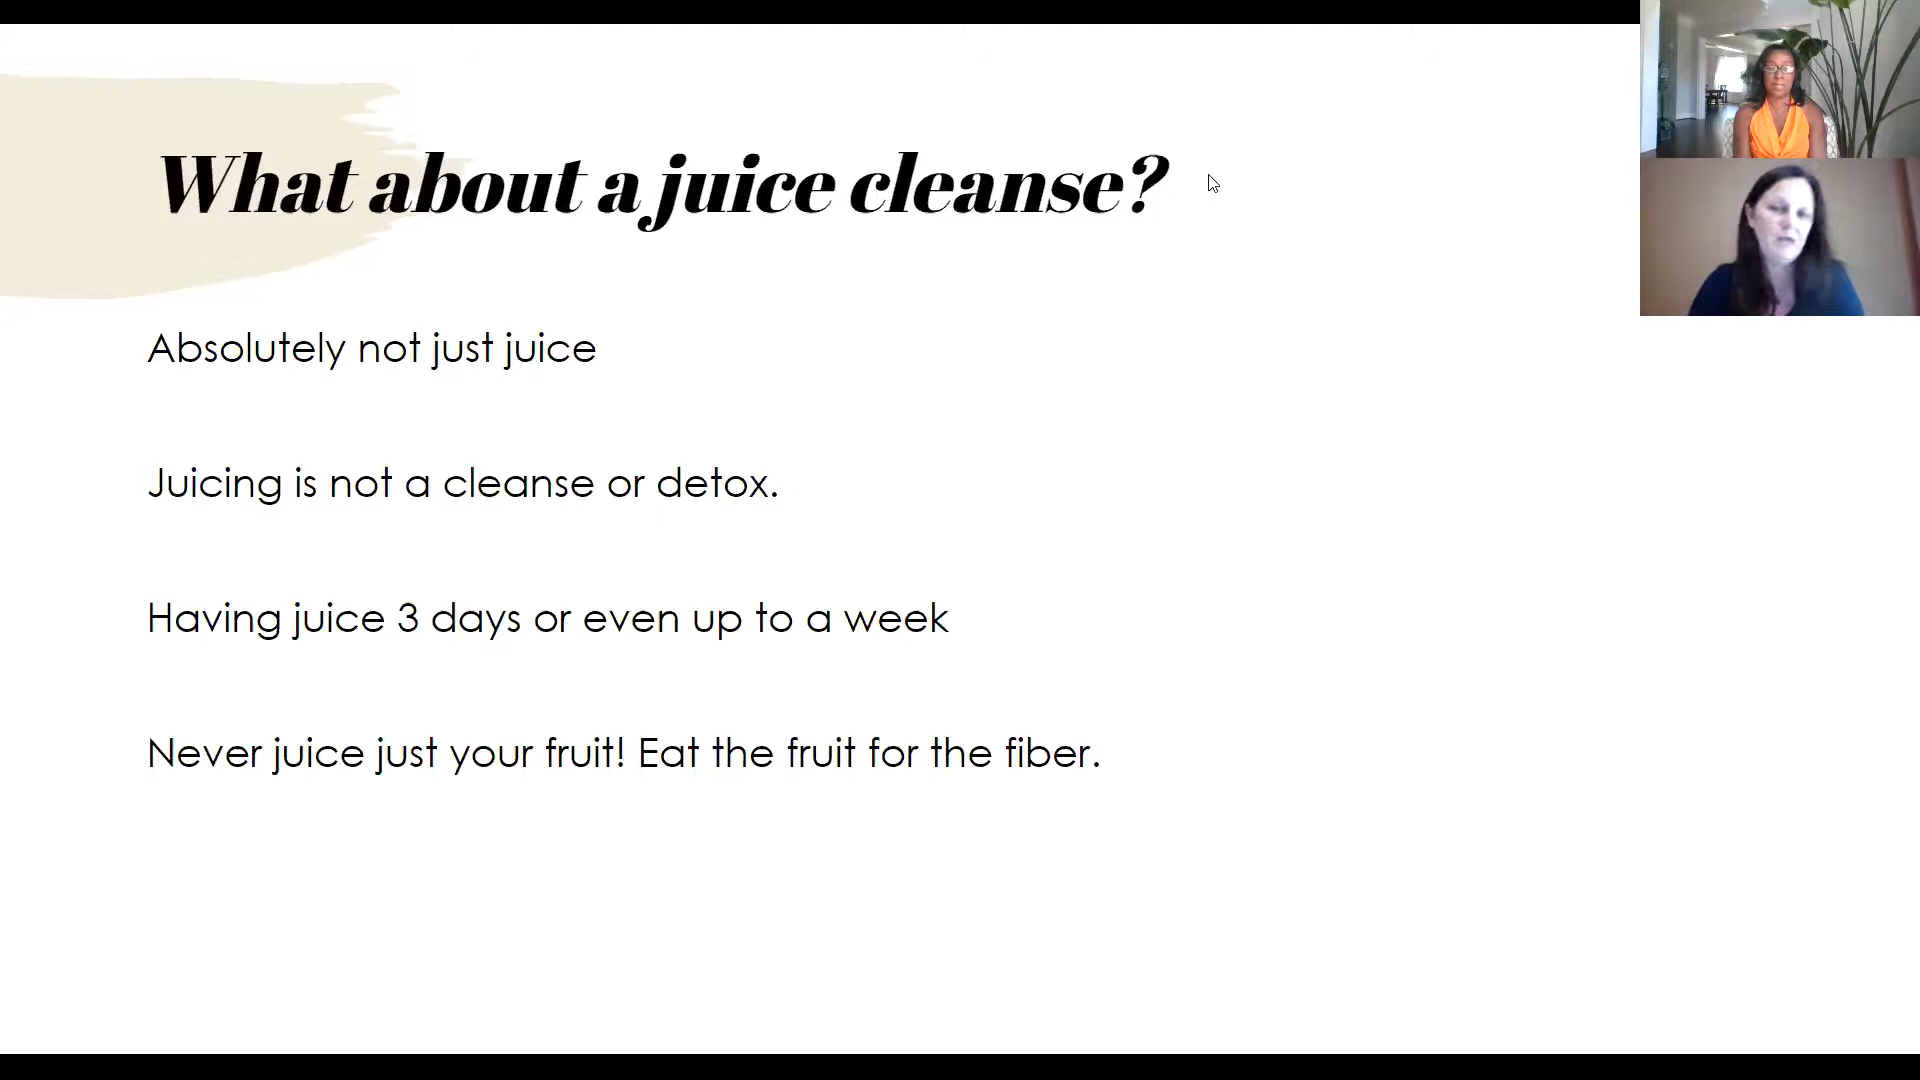 What about a juice cleanse?
Absolutely not just juice
Juicing is not a cleanse or detox.
Having juice 3 days or even up to a week
Never juice just your fruit! Eat the fruit for the fiber.